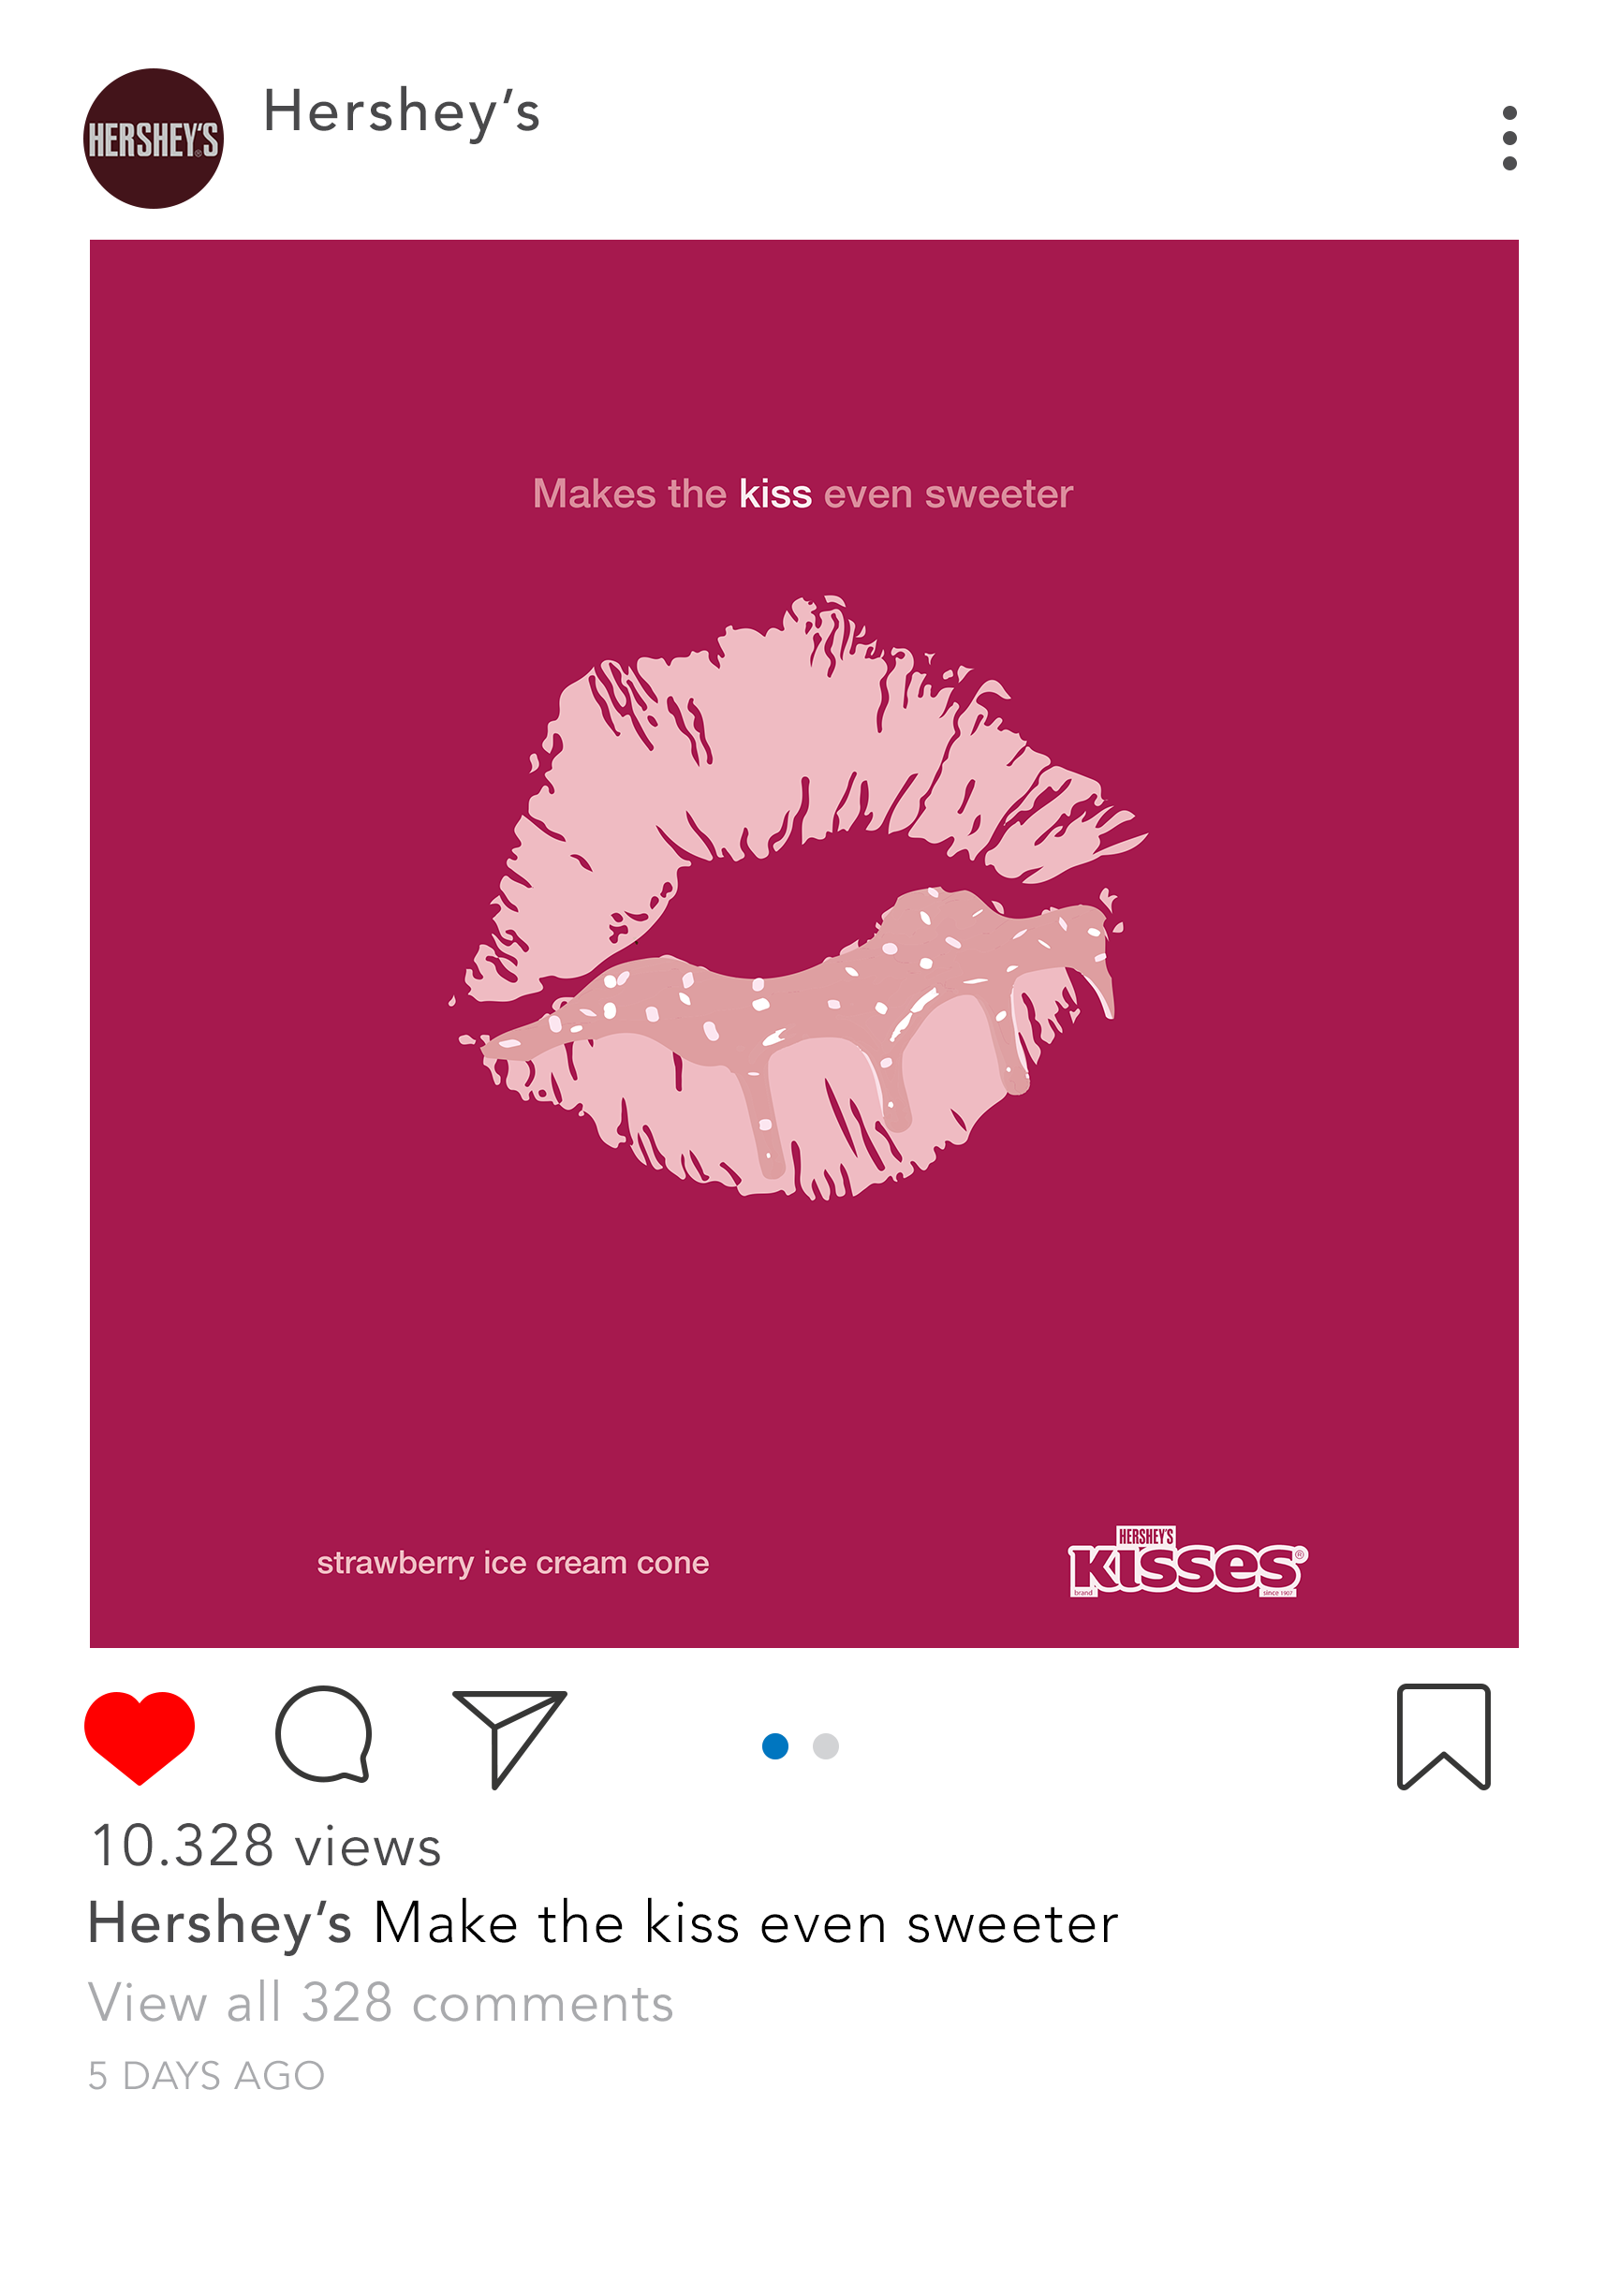 HERSHEY'S®
Hershey’s
Makes the kiss even sweeter
strawberry ice cream cone
HERSHEY'S
KISSES®
brand
since 1907
10.328 views
Hershey’s Make the kiss even sweeter
View all 328 comments
5 DAYS AGO